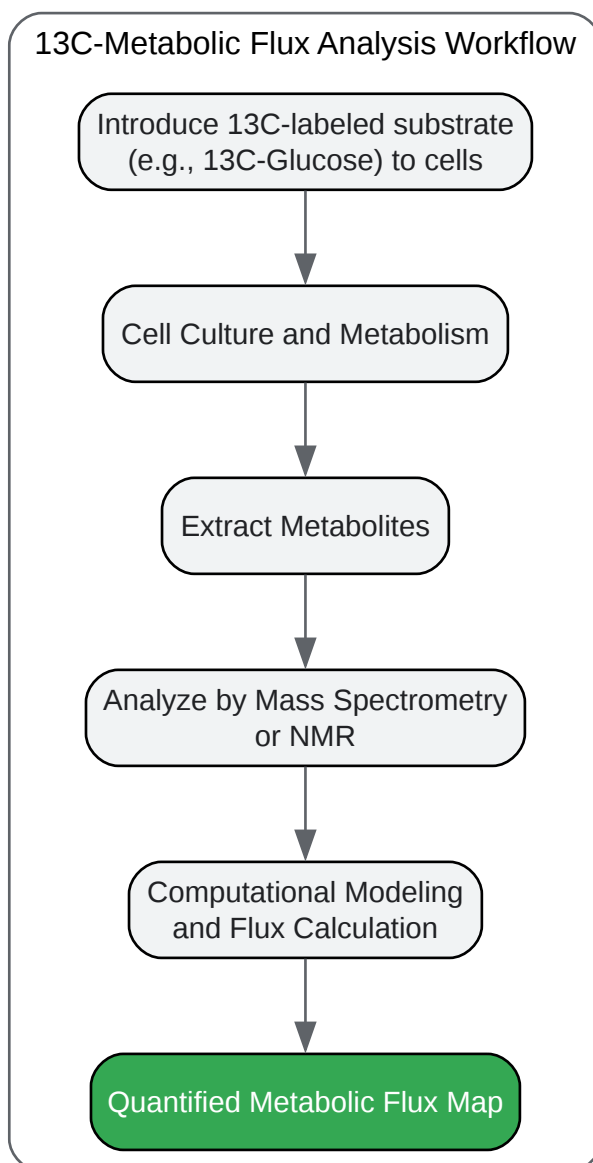 13C-Metabolic Flux Analysis Workflow
Introduce 13C-labeled substrate
(e.g., 13C-Glucose) to cells
Cell Culture and Metabolism
Extract Metabolites
Analyze by Mass Spectrometry
or NMR
Computational Modeling
and Flux Calculation
Quantified Metabolic Flux Map